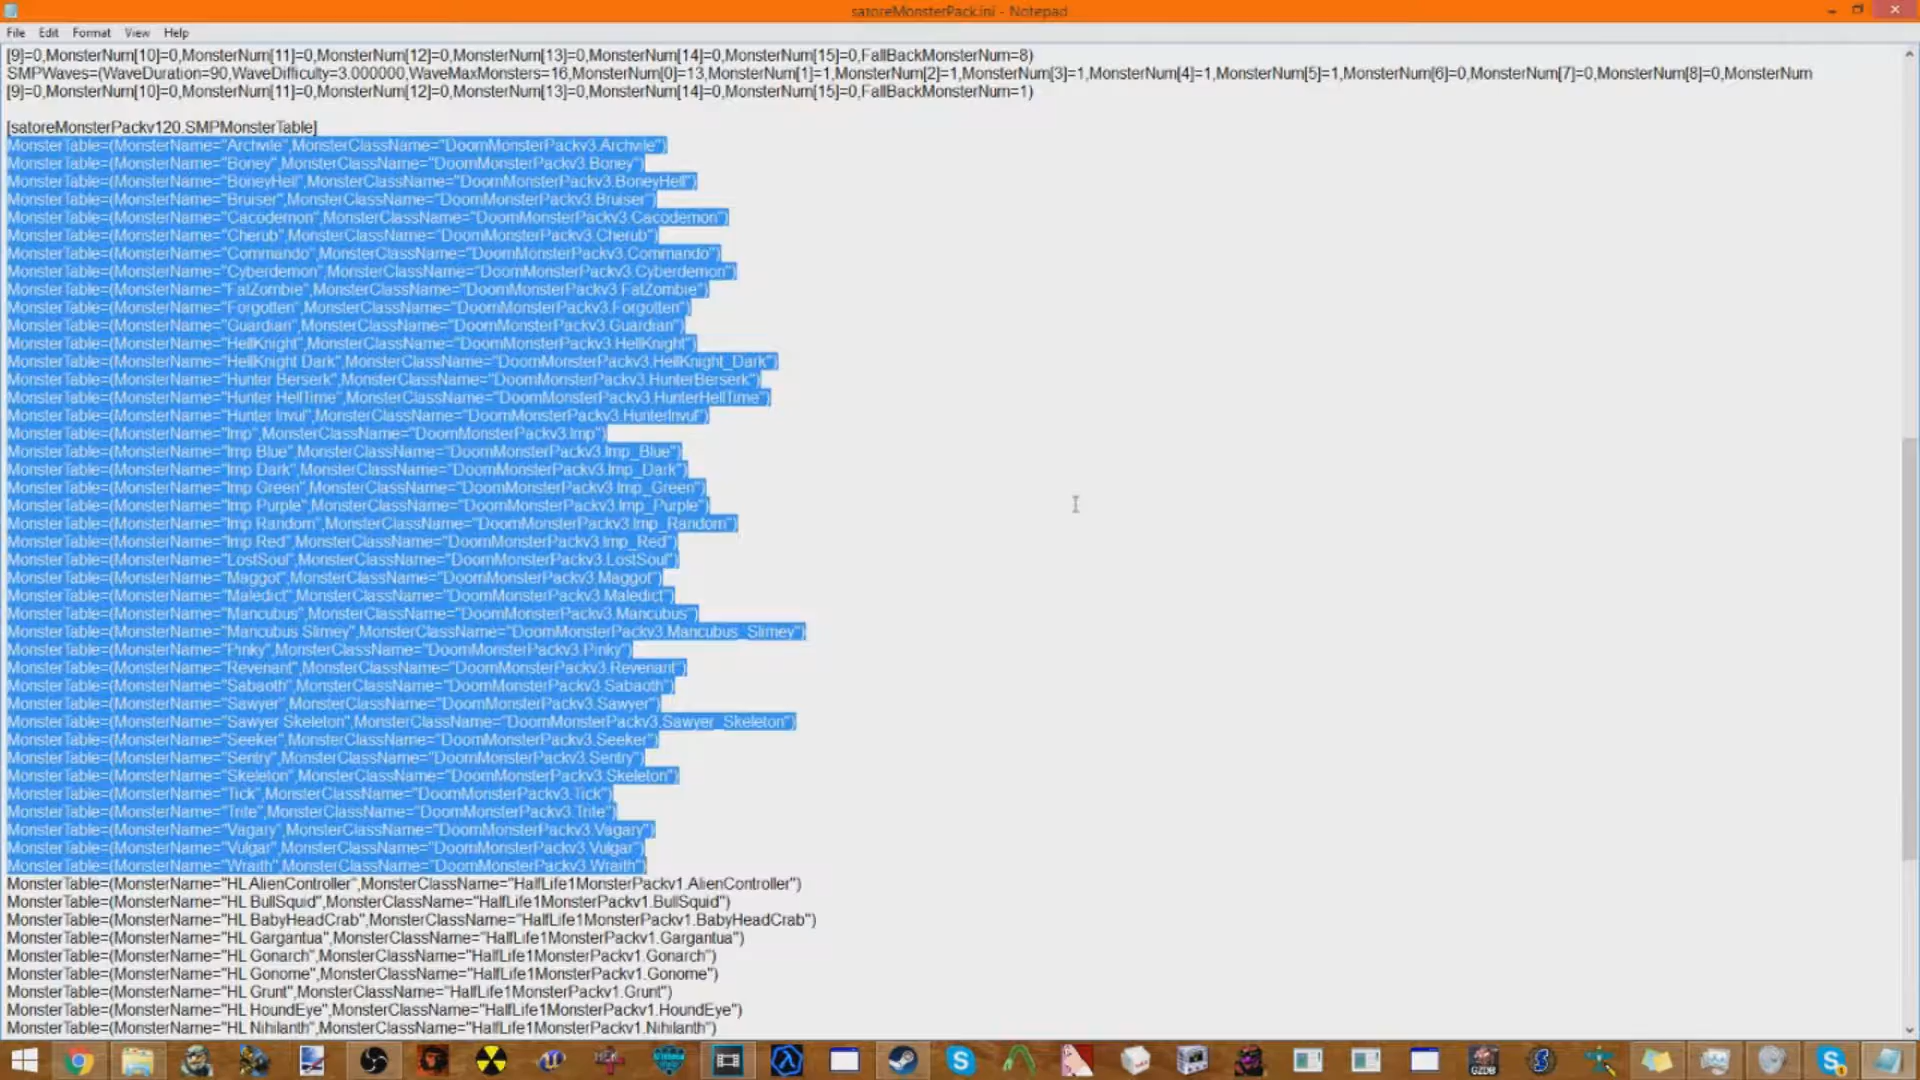 satoreMonsterPack.ini - Notepad
File Edit Format View Help
[9]=0,MonsterNum[10]=0,MonsterNum[11]=0,MonsterNum[12]=0,MonsterNum[13]=0,MonsterNum[14]=0,MonsterNum[15]=0,FallBackMonsterNum=8)
SMPWaves=(WaveDuration=90,WaveDifficulty=3.000000,WaveMaxMonsters=16,MonsterNum[0]=13,MonsterNum[1]=1,MonsterNum[2]=1,MonsterNum[3]=1,MonsterNum[4]=1,MonsterNum[5]=1,MonsterNum[6]=0,MonsterNum[7]=0,MonsterNum[8]=0,MonsterNum
[9]=0,MonsterNum[10]=0,MonsterNum[11]=0,MonsterNum[12]=0,MonsterNum[13]=0,MonsterNum[14]=0,MonsterNum[15]=0,FallBackMonsterNum=1)
[satoreMonsterPackv120.SMPMonsterTable]
MonsterTable=(MonsterName="Archvile",MonsterClassName="DoomMonsterPackv3.Archvile")
MonsterTable=(MonsterName="Boney",MonsterClassName="DoomMonsterPackv3.Boney")
MonsterTable=(MonsterName="BoneyHell",MonsterClassName="DoomMonsterPackv3.BoneyHell")
MonsterTable=(MonsterName="Bruiser",MonsterClassName="DoomMonsterPackv3.Bruiser")
MonsterTable=(MonsterName="Cacodemon",MonsterClassName="DoomMonsterPackv3.Cacodemon")
MonsterTable=(MonsterName="Cherub",MonsterClassName="DoomMonsterPackv3.Cherub")
MonsterTable=(MonsterName="Commando",MonsterClassName="DoomMonsterPackv3.Commando")
MonsterTable=(MonsterName="Cyberdemon",MonsterClassName="DoomMonsterPackv3.Cyberdemon")
MonsterTable=(MonsterName="FatZombie",MonsterClassName="DoomMonsterPackv3.FatZombie")
MonsterTable=(MonsterName="Forgotten",MonsterClassName="DoomMonsterPackv3.Forgotten")
MonsterTable=(MonsterName="Guardian",MonsterClassName="DoomMonsterPackv3.Guardian")
MonsterTable=(MonsterName="HellKnight",MonsterClassName="DoomMonsterPackv3.HellKnight")
MonsterTable=(MonsterName="HellKnight Dark",MonsterClassName="DoomMonsterPackv3.HellKnight_Dark")
MonsterTable=(MonsterName="Hunter Berserk",MonsterClassName="DoomMonsterPackv3.HunterBerserk")
MonsterTable=(MonsterName="Hunter HellTime",MonsterClassName="DoomMonsterPackv3.HunterHellTime")
MonsterTable=(MonsterName="Hunter Invul",MonsterClassName="DoomMonsterPackv3.HunterInvul")
MonsterTable=(MonsterName="Imp",MonsterClassName="DoomMonsterPackv3.Imp")
MonsterTable=(MonsterName="Imp Blue",MonsterClassName="DoomMonsterPackv3.Imp_Blue")
MonsterTable=(MonsterName="Imp Dark",MonsterClassName="DoomMonsterPackv3.Imp_Dark")
MonsterTable=(MonsterName="Imp Green",MonsterClassName="DoomMonsterPackv3.Imp_Green")
MonsterTable=(MonsterName="Imp Purple",MonsterClassName="DoomMonsterPackv3.Imp_Purple")
MonsterTable=(MonsterName="Imp Random",MonsterClassName="DoomMonsterPackv3.Imp_Random")
MonsterTable=(MonsterName="Imp Red",MonsterClassName="DoomMonsterPackv3.Imp_Red")
MonsterTable=(MonsterName="LostSoul",MonsterClassName="DoomMonsterPackv3.LostSoul")
MonsterTable=(MonsterName="Maggot",MonsterClassName="DoomMonsterPackv3.Maggot")
MonsterTable=(MonsterName="Maledict",MonsterClassName="DoomMonsterPackv3.Maledict")
MonsterTable=(MonsterName="Mancubus",MonsterClassName="DoomMonsterPackv3.Mancubus")
MonsterTable=(MonsterName="Mancubus Slimey",MonsterClassName="DoomMonsterPackv3.Mancubus_Slimey")
MonsterTable=(MonsterName="Pinky",MonsterClassName="DoomMonsterPackv3.Pinky")
MonsterTable=(MonsterName="Revenant",MonsterClassName="DoomMonsterPackv3.Revenant")
MonsterTable=(MonsterName="Sabaoth",MonsterClassName="DoomMonsterPackv3.Sabaoth")
MonsterTable=(MonsterName="Sawyer",MonsterClassName="DoomMonsterPackv3.Sawyer")
MonsterTable=(MonsterName="Sawyer Skeleton",MonsterClassName="DoomMonsterPackv3.Sawyer_Skeleton")
MonsterTable=(MonsterName="Seeker",MonsterClassName="DoomMonsterPackv3.Seeker")
MonsterTable=(MonsterName="Sentry",MonsterClassName="DoomMonsterPackv3.Sentry")
MonsterTable=(MonsterName="Skeleton",MonsterClassName="DoomMonsterPackv3.Skeleton")
MonsterTable=(MonsterName="Tick",MonsterClassName="DoomMonsterPackv3.Tick")
MonsterTable=(MonsterName="Trite",MonsterClassName="DoomMonsterPackv3.Trite")
MonsterTable=(MonsterName="Vagary",MonsterClassName="DoomMonsterPackv3.Vagary")
MonsterTable=(MonsterName="Vulgar",MonsterClassName="DoomMonsterPackv3.Vulgar")
MonsterTable=(MonsterName="Wraith",MonsterClassName="DoomMonsterPackv3.Wraith")
MonsterTable=(MonsterName="HL AlienController",MonsterClassName="HalfLife1MonsterPackv1.AlienController")
MonsterTable=(MonsterName="HL BullSquid",MonsterClassName="HalfLife1MonsterPackv1.BullSquid")
MonsterTable=(MonsterName="HL BabyHeadCrab",MonsterClassName="HalfLife1MonsterPackv1.BabyHeadCrab")
MonsterTable=(MonsterName="HL Gargantua",MonsterClassName="HalfLife1MonsterPackv1.Gargantua")
MonsterTable=(MonsterName="HL Gonarch",MonsterClassName="HalfLife1MonsterPackv1.Gonarch")
MonsterTable=(MonsterName="HL Gonome",MonsterClassName="HalfLife1MonsterPackv1.Gonome")
MonsterTable=(MonsterName="HL Grunt",MonsterClassName="HalfLife1MonsterPackv1.Grunt")
MonsterTable=(MonsterName="HL HoundEye",MonsterClassName="HalfLife1MonsterPackv1.HoundEye")
MonsterTable=(MonsterName="HL Nihilanth",MonsterClassName="HalfLife1MonsterPackv1.Nihilanth")
GZDB